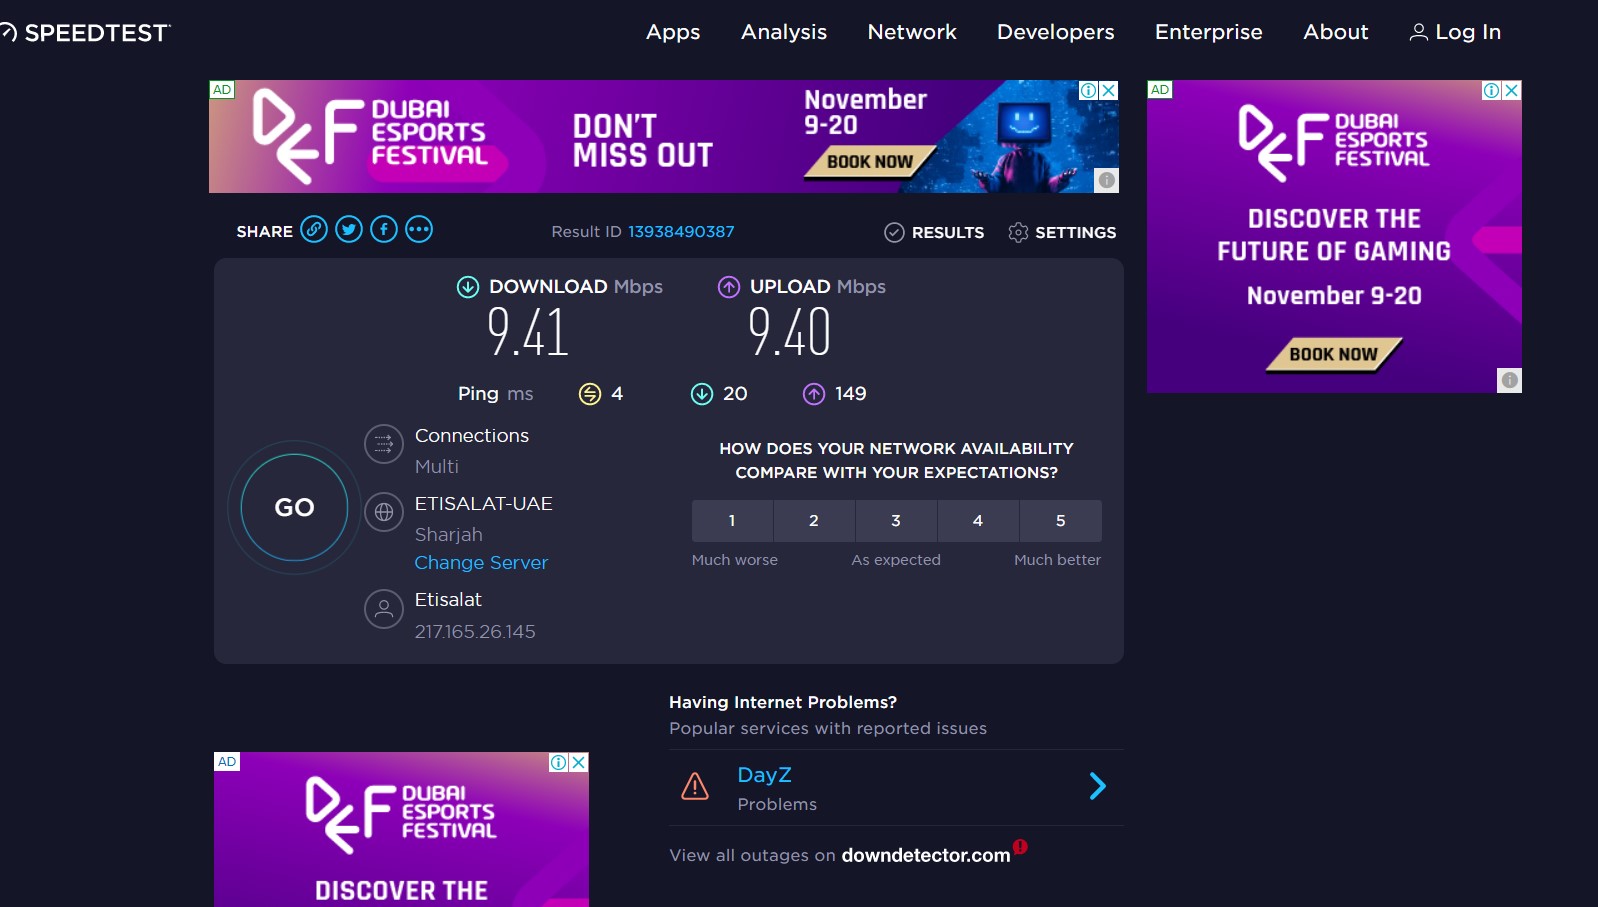 SPEEDTEST
Apps Analysis Network Developers Enterprise About Log In
AD
DEF DUBAI
ESPORTS
FESTIVAL
DON'T
MISS OUT
November
9-20
BOOK NOW
AD
DEF DUBAI
ESPORTS
FESTIVAL
DISCOVER THE
FUTURE OF GAMING
November 9-20
BOOK NOW
SHARE
Result ID 13938490387
RESULTS SETTINGS
DOWNLOAD Mbps UPLOAD Mbps
9.41 9.40
Ping ms 4 20 149
GO
Connections
Multi
ETISALAT-UAE
Sharjah
Change Server
Etisalat
217.165.26.145
HOW DOES YOUR NETWORK AVAILABILITY
COMPARE WITH YOUR EXPECTATIONS?
1 2 3 4 5
Much worse As expected Much better
Having Internet Problems?
Popular services with reported issues
DayZ
Problems
View all outages on downdetector.com
AD
DEF DUBAI
ESPORTS
FESTIVAL
DISCOVER THE